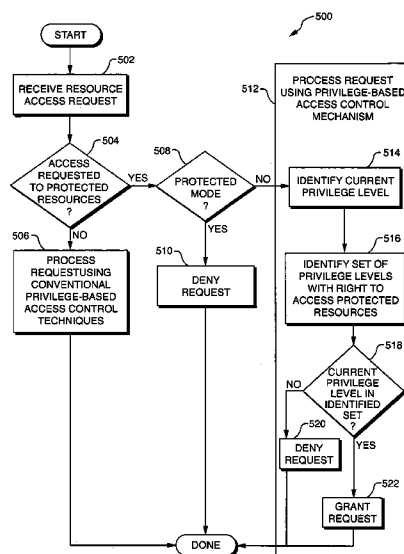 500
START
502
RECEIVE RESOURCE
ACCESS REQUEST
504
ACCESS
REQUESTED
TO PROTECTED
RESOURCES
?
YES
NO
506
PROCESS
REQUESTUSING
CONVENTIONAL
PRIVILEGE-BASED
ACCESS CONTROL
TECHNIQUES
508
PROTECTED
MODE
?
NO
YES
510
DENY
REQUEST
512
PROCESS REQUEST
USING PRIVILEGE-BASED
ACCESS CONTROL
MECHANISM
514
IDENTIFY CURRENT
PRIVILEGE LEVEL
516
IDENTIFY SET OF
PRIVILEGE LEVELS
WITH RIGHT TO
ACCESS PROTECTED
RESOURCES
518
CURRENT
PRIVILEGE
LEVEL IN
IDENTIFIED
SET
?
NO
YES
520
DENY
REQUEST
522
GRANT
REQUEST
DONE